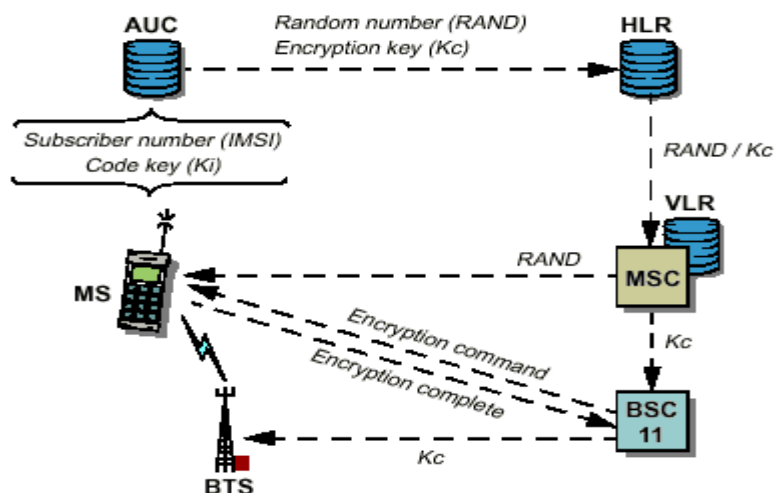 AUC
Random number (RAND)
Encryption key (Kc)
HLR
Subscriber number (IMSI)
Code key (Ki)
RAND / Kc
VLR
RAND
MSC
MS
Encryption command
Encryption complete
Kc
BSC
11
Kc
BTS